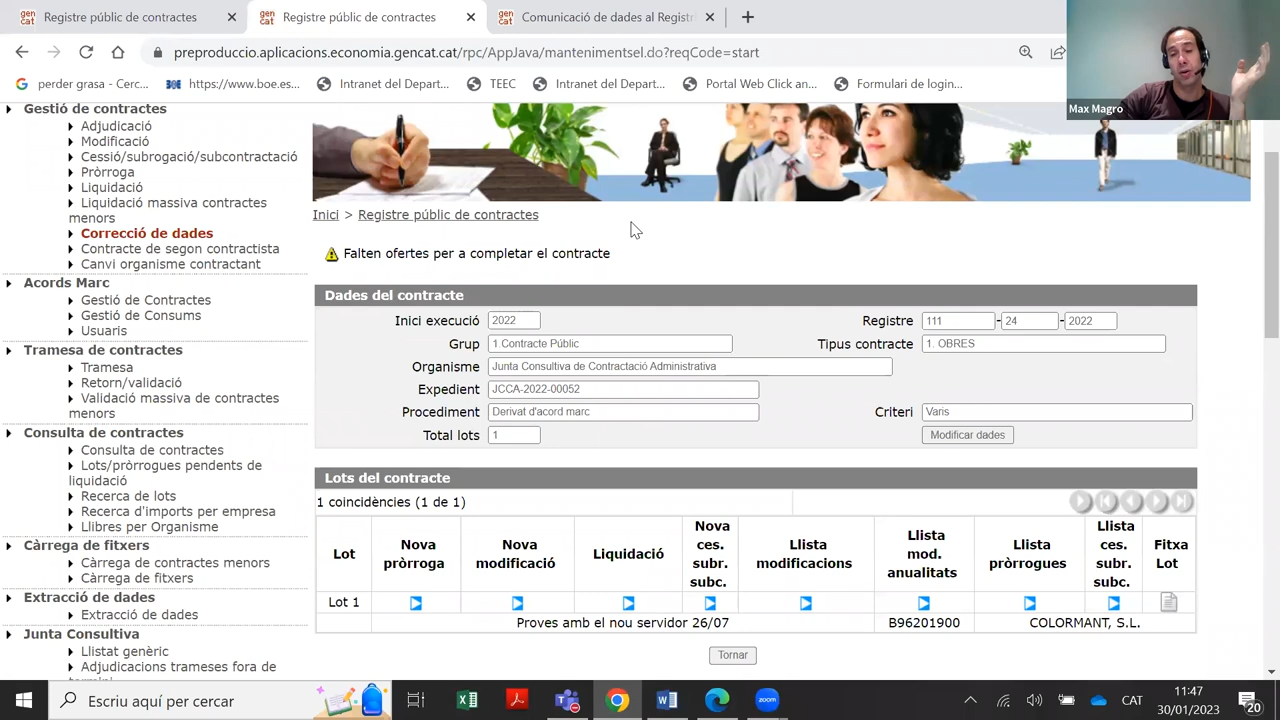 gencat
Registre públic de contractes
gencat
Registre públic de contractes
gencat
Comunicació de dades al Registr
preproduccio.aplicacions.economia.gencat.cat/rpc/AppJava/mantenimentsel.do?reqCode=start
perder grasa - Cerc...
https://www.boe.es...
Intranet del Depart...
TEEC
Intranet del Depar...
Portal Web Click an...
Formulari de login...
Max Magro
Gestió de contractes
Adjudicació
Modificació
Cessió/subrogació/subcontractació
Pròrroga
Liquidació
Liquidació massiva contractes
menors
Correcció de dades
Contracte de segon contractista
Canvi organisme contractant
Acords Marc
Gestió de Contractes
Gestió de Consums
Usuaris
Tramesa de contractes
Tramesa
Retorn/validació
Validació massiva de contractes
menors
Consulta de contractes
Consulta de contractes
Lots/pròrrogues pendents de
liquidació
Recerca de lots
Recerca d'imports per empresa
Llibres per Organisme
Càrrega de fitxers
Càrrega de contractes menors
Càrrega de fitxers
Extracció de dades
Extracció de dades
Junta Consultiva
Llistat genèric
Adjudicacions trameses fora de
Inici > Registre públic de contractes
Falten ofertes per a completar el contracte
Dades del contracte
Inici execució 2022 Registre 111 - 24 - 2022
Grup 1.Contracte Públic Tipus contracte 1. OBRES
Organisme Junta Consultiva de Contractació Administrativa
Expedient JCCA-2022-00052
Procediment Derivat d'acord marc Criteri Varis
Total lots 1 Modificar dades
Lots del contracte
1 coincidències (1 de 1)
Lot
Nova
pròrroga
Nova
modificació
Liquidació
Nova
ces.
subr.
subc.
Llista
modificacions
Llista
mod.
anualitats
Llista
pròrrogues
Llista
ces.
subr.
subc.
Fitxa
Lot
Lot 1
Proves amb el nou servidor 26/07 B96201900 COLORMANT, S.L.
Tornar
Escriu aquí per cercar
CAT
11:47
30/01/2023
20